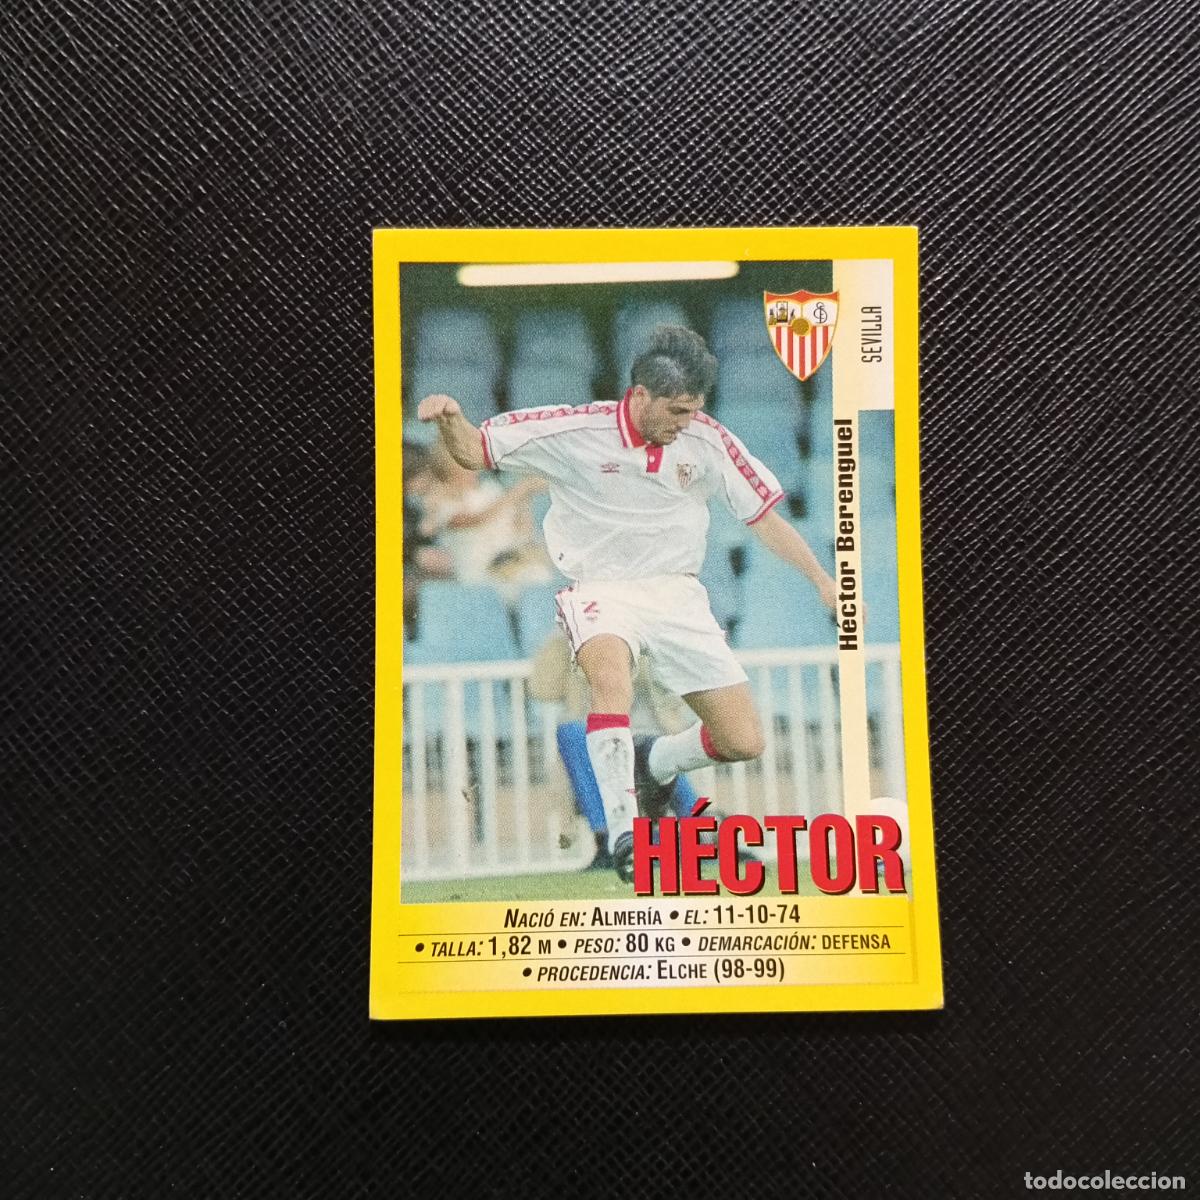 SEVILLA
Héctor Berenguel
HÉCTOR
NACIÓ EN: ALMERÍA • EL: 11-10-74
• TALLA: 1,82 M • PESO: 80 KG • DEMARCACIÓN: DEFENSA
• PROCEDENCIA: ELCHE (98-99)
todocoleccion